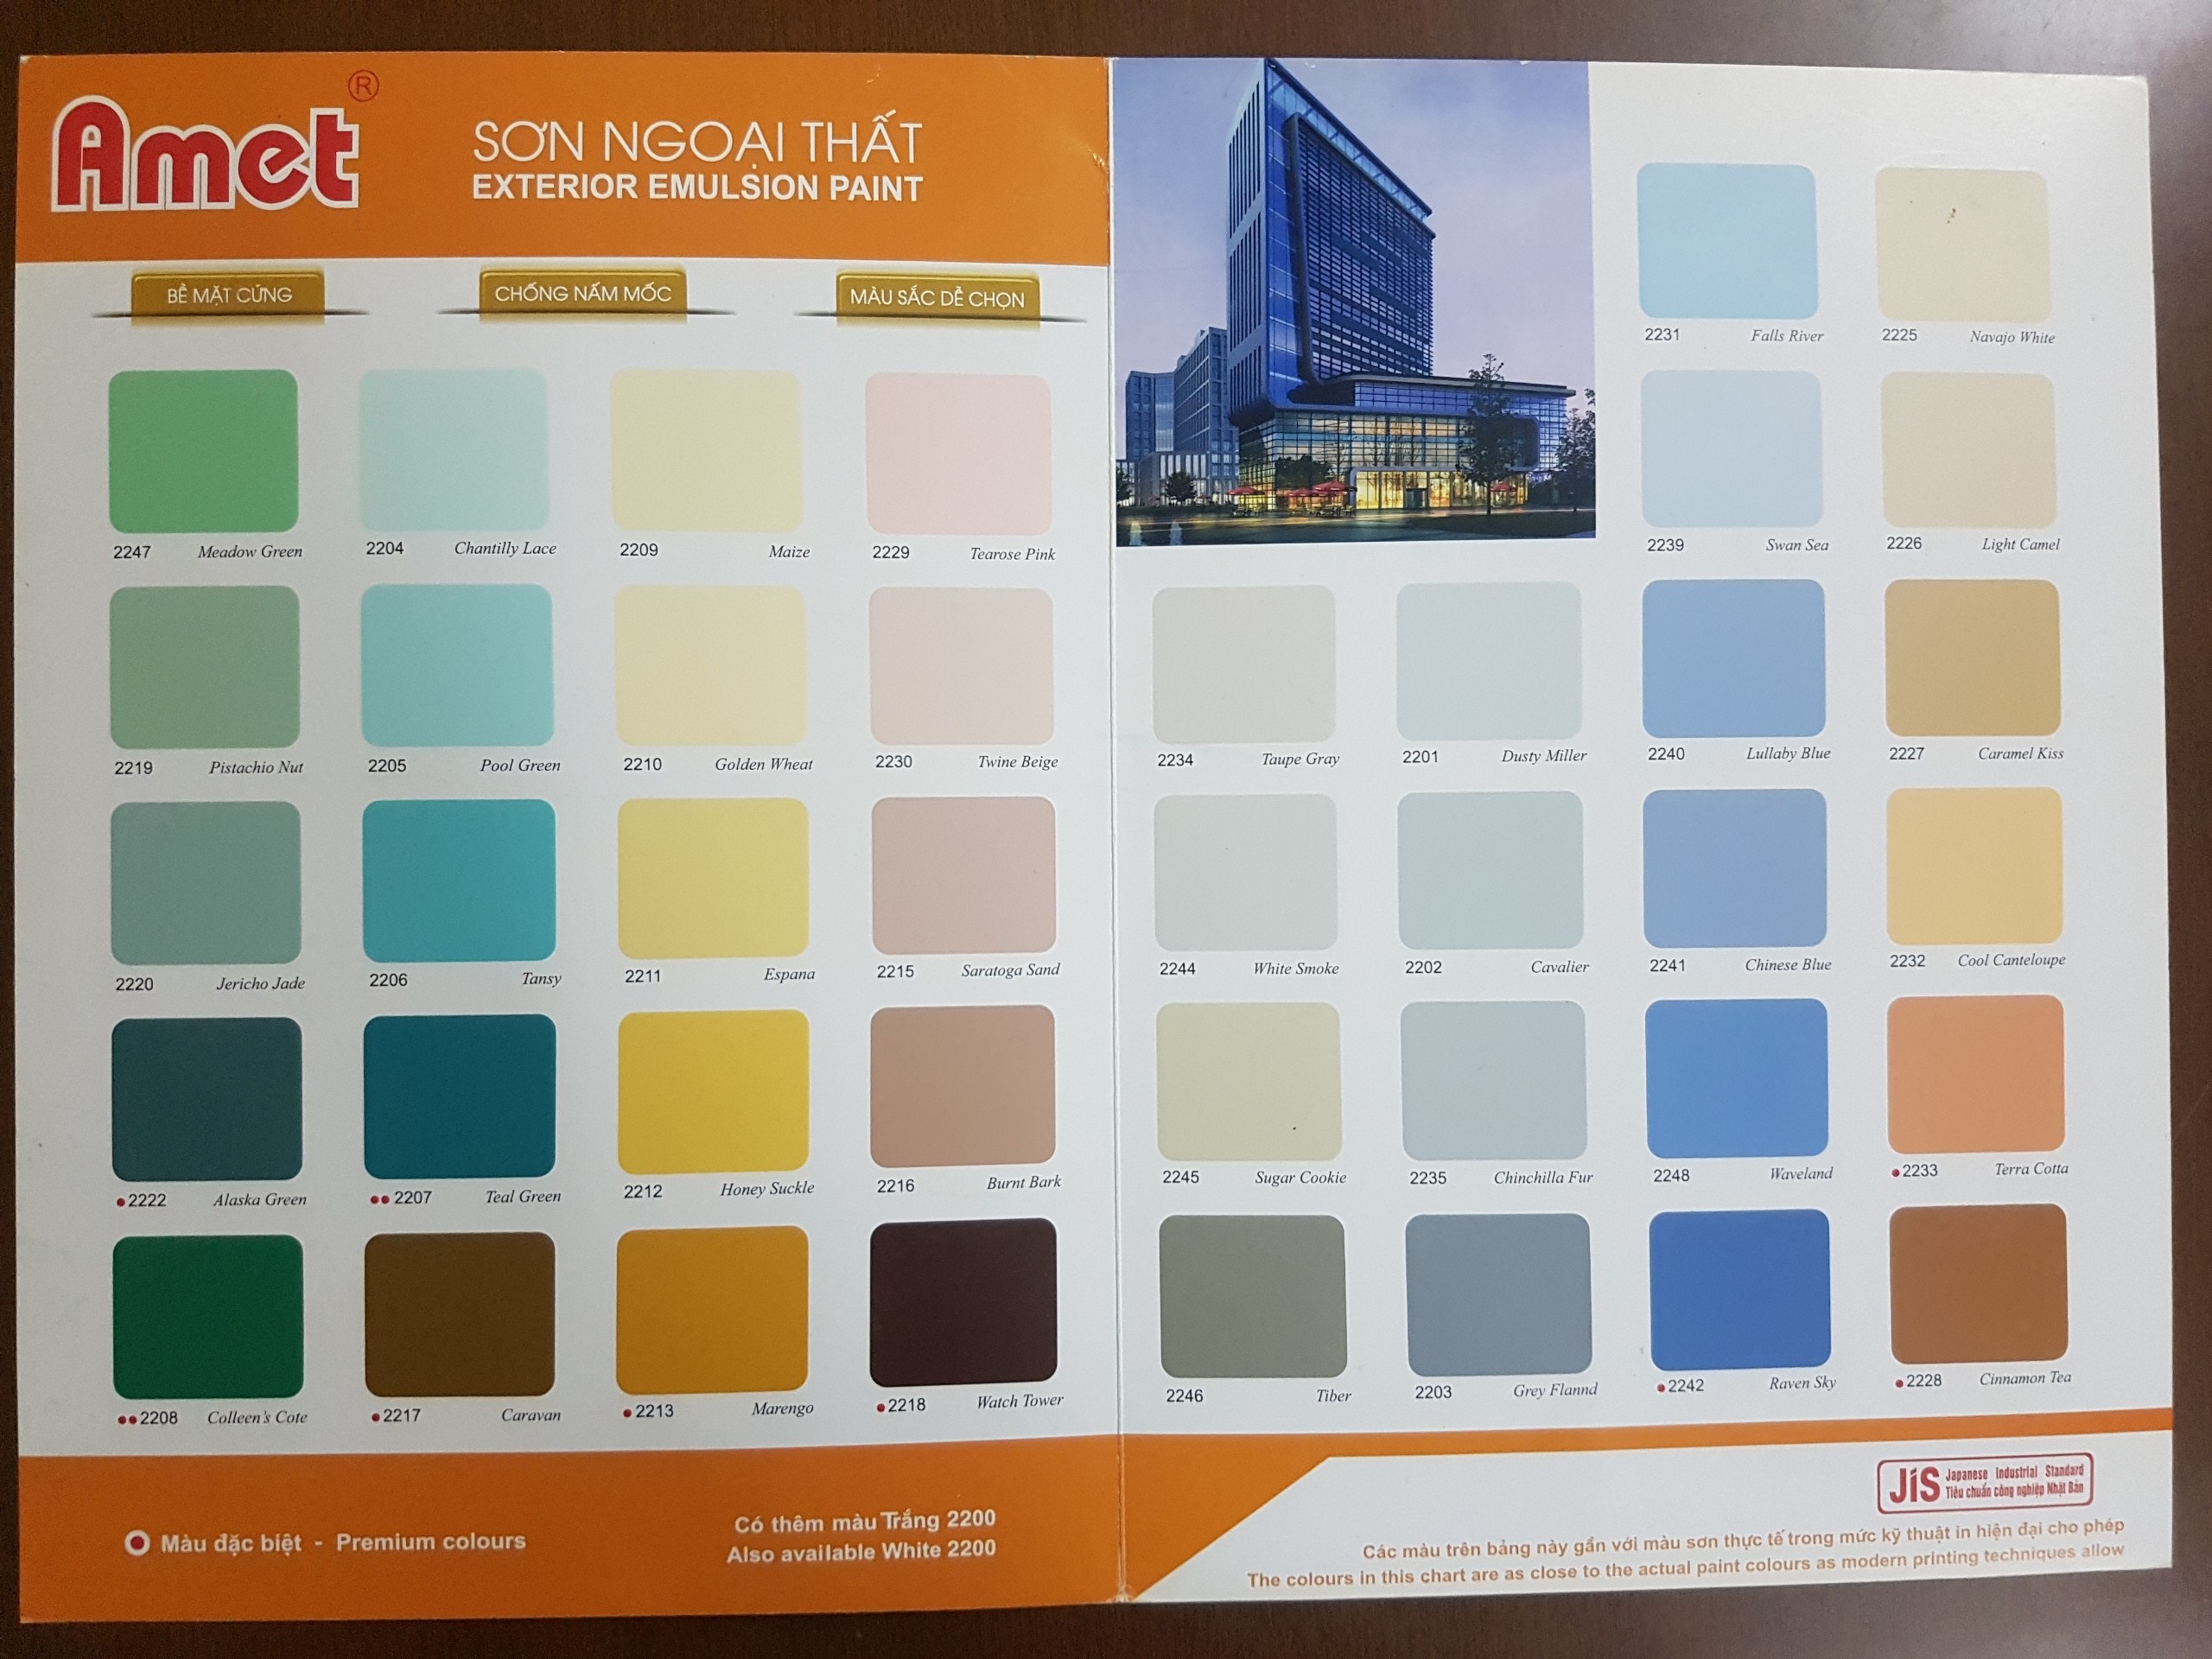 Amet ®
SƠN NGOẠI THẤT
EXTERIOR EMULSION PAINT
BỀ MẶT CỨNG
CHỐNG NẤM MỐC
MÀU SẮC DỄ CHỌN
2247 Meadow Green
2204 Chantilly Lace
2209 Maize
2229 Tearose Pink
2219 Pistachio Nut
2205 Pool Green
2210 Golden Wheat
2230 Twine Beige
2220 Jericho Jade
2206 Tansy
2211 Espana
2215 Saratoga Sand
2222 Alaska Green
2207 Teal Green
2212 Honey Suckle
2216 Burnt Bark
2208 Colleen's Cote
2217 Caravan
2213 Marengo
2218 Watch Tower
Màu đặc biệt - Premium colours
Có thêm màu Trắng 2200
Also available White 2200
2231 Falls River
2225 Navajo White
2239 Swan Sea
2226 Light Camel
2234 Taupe Gray
2201 Dusty Miller
2240 Lullaby Blue
2227 Caramel Kiss
2244 White Smoke
2202 Cavalier
2241 Chinese Blue
2232 Cool Canteloupe
2245 Sugar Cookie
2235 Chinchilla Fur
2248 Waveland
2233 Terra Cotta
2246 Tiber
2203 Grey Flannd
2242 Raven Sky
2228 Cinnamon Tea
JIS Japanese Industrial Standard
Tiêu chuẩn công nghiệp Nhật Bản
Các màu trên bảng này gần với màu sơn thực tế trong mức kỹ thuật in hiện đại cho phép
The colours in this chart are as close to the actual paint colours as modern printing techniques allow